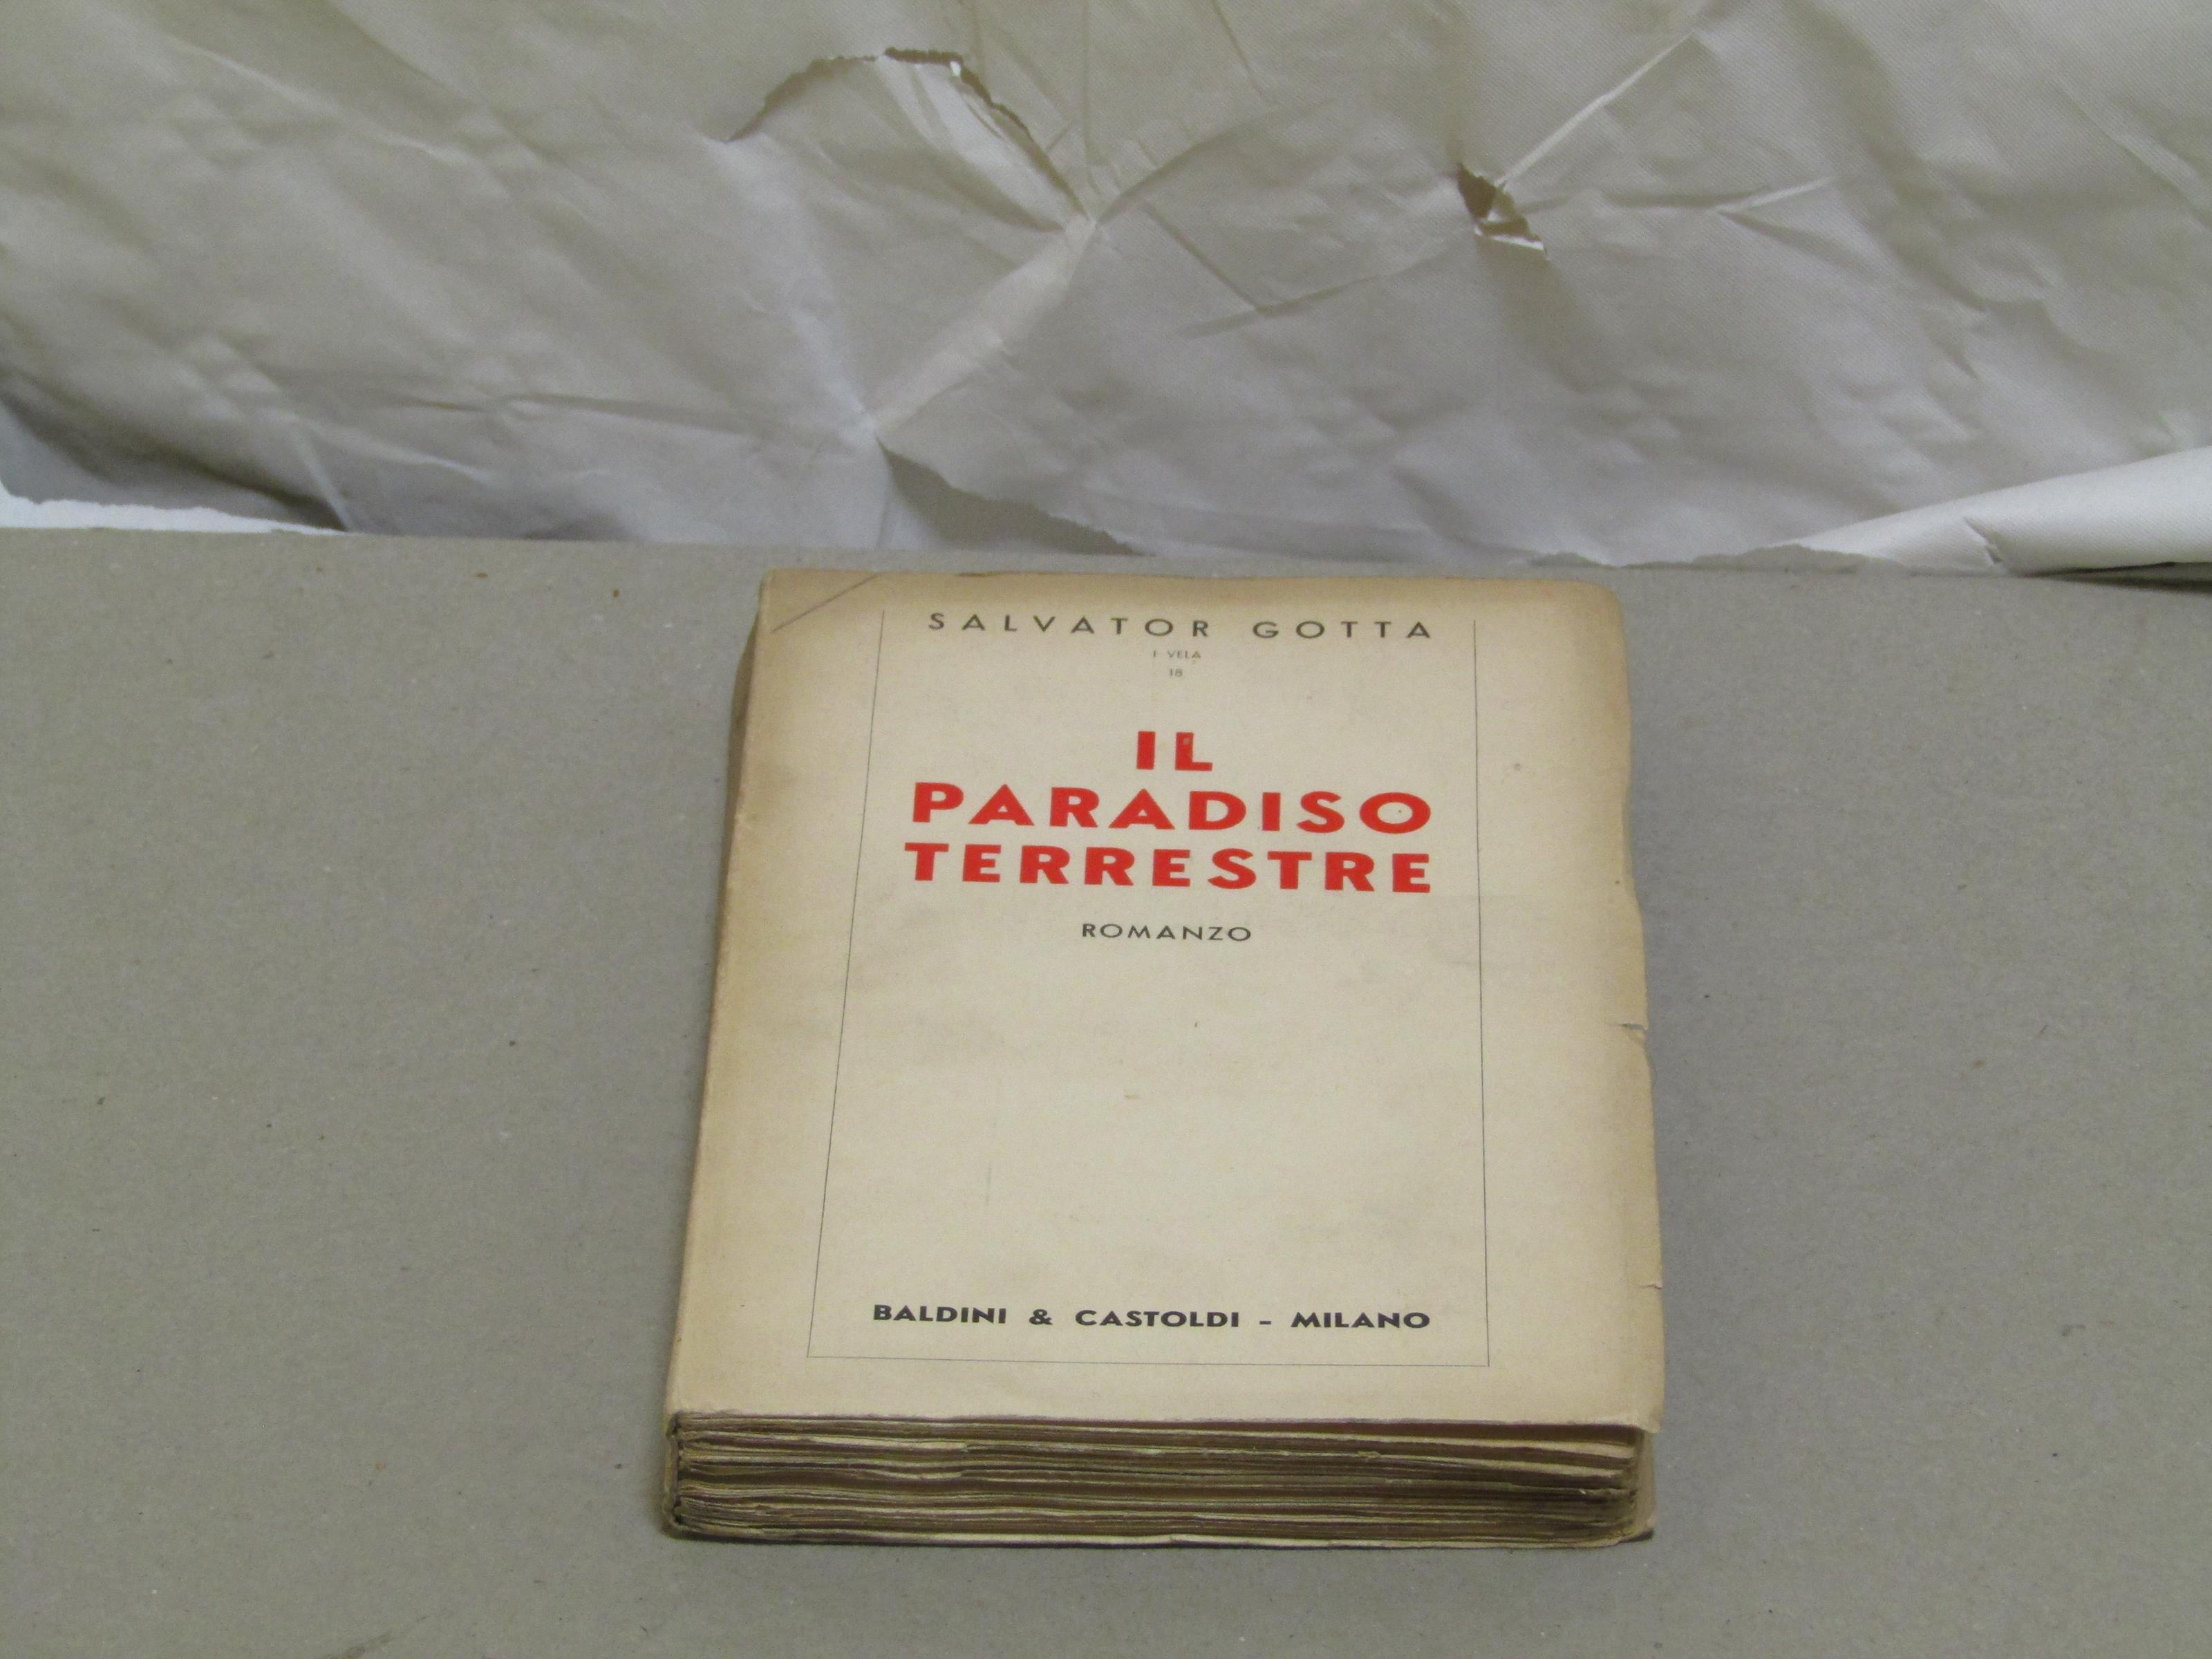 SALVATOR GOTTA
I VELA
18
IL
PARADISO
TERRESTRE
ROMANZO
BALDINI & CASTOLDI - MILANO